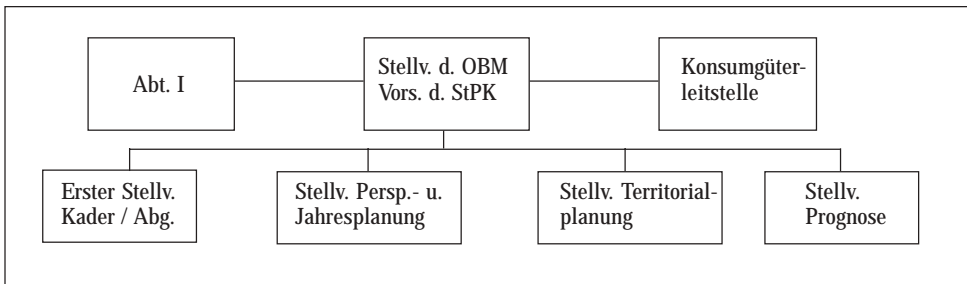 Abt. I
Stellv. d. OBM
Vors. d. StPK
Konsumgüter-
leitstelle
Erster Stellv.
Kader / Abg.
Stellv. Persp.- u.
Jahresplanung
Stellv. Territorial-
planung
Stellv.
Prognose